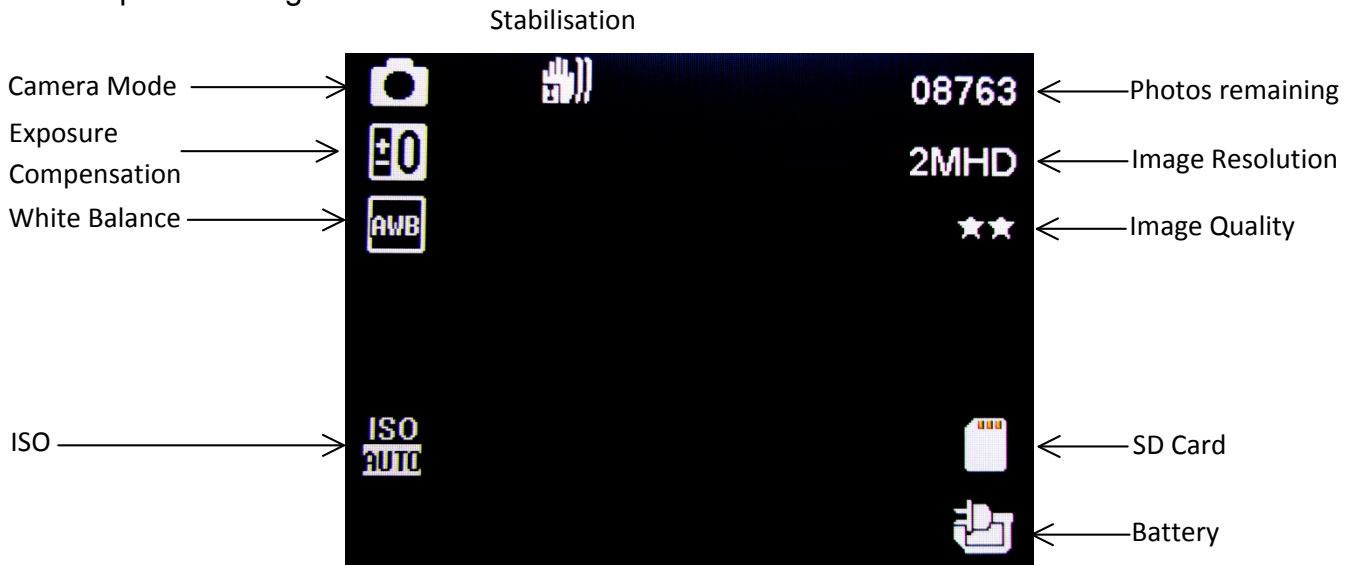 Stabilisation
Camera Mode
08763
Photos remaining
Exposure
Compensation
±0
2MHD
Image Resolution
White Balance
AWB
Image Quality
ISO
ISO
AUTO
SD Card
Battery